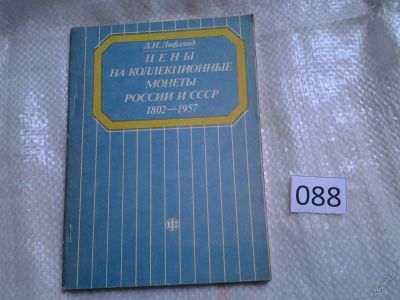 Л.И. Лифлянд
ЦЕНЫ
НА КОЛЛЕКЦИОННЫЕ
МОНЕТЫ
РОССИИ И СССР
1802—1957
088